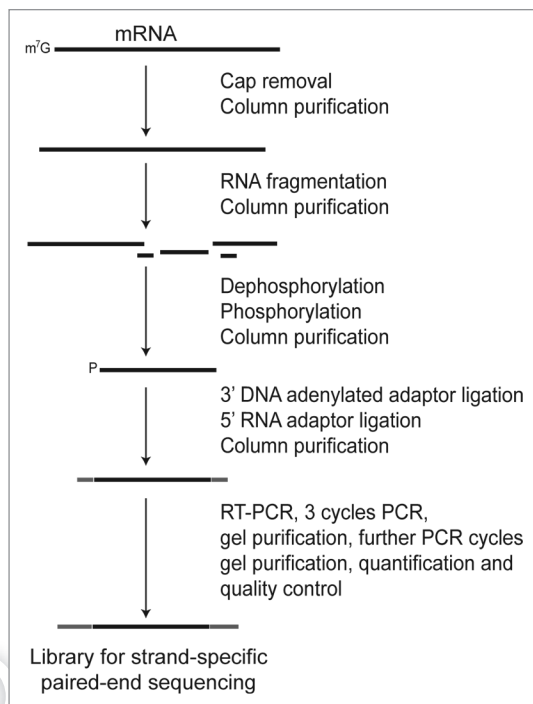 mRNA
m⁷G
Cap removal
Column purification
RNA fragmentation
Column purification
Dephosphorylation
Phosphorylation
Column purification
P
3' DNA adenylated adaptor ligation
5' RNA adaptor ligation
Column purification
RT-PCR, 3 cycles PCR,
gel purification, further PCR cycles
gel purification, quantification and
quality control
Library for strand-specific
paired-end sequencing